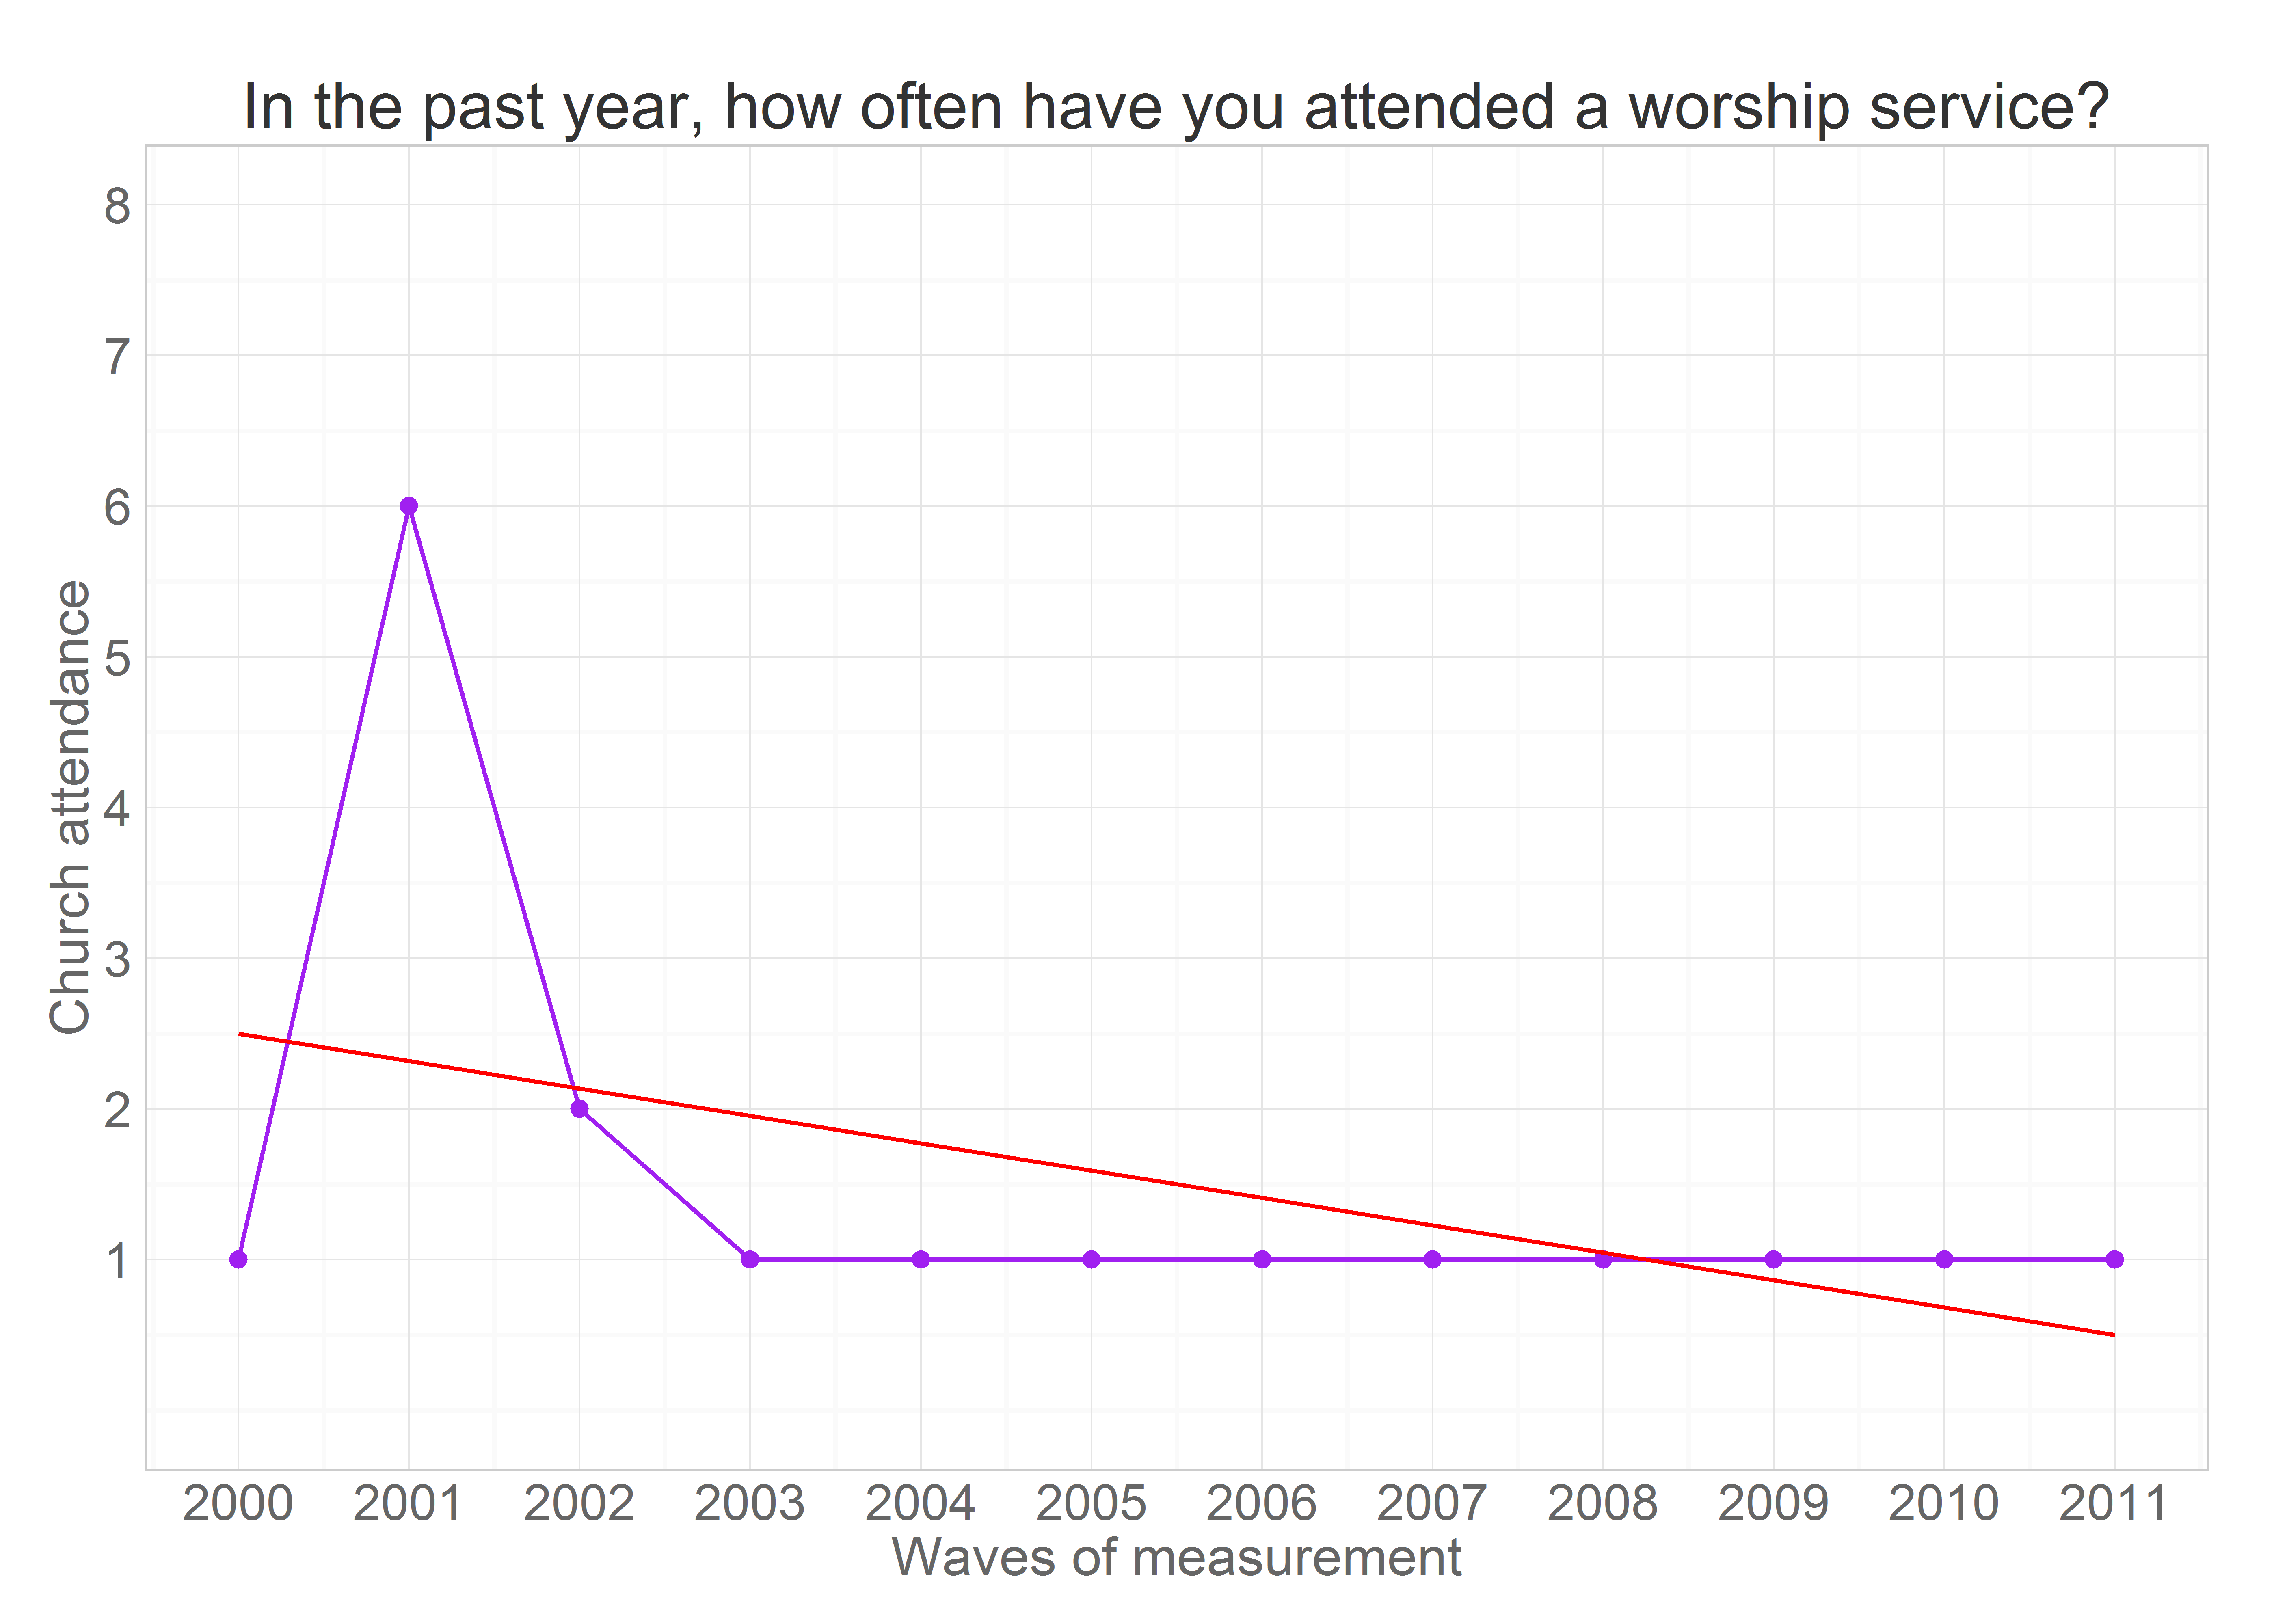 In the past year, how often have you attended a worship service?
Church attendance
8
7
6
5
4
3
2
1
2000 2001 2002 2003 2004 2005 2006 2007 2008 2009 2010 2011
Waves of measurement